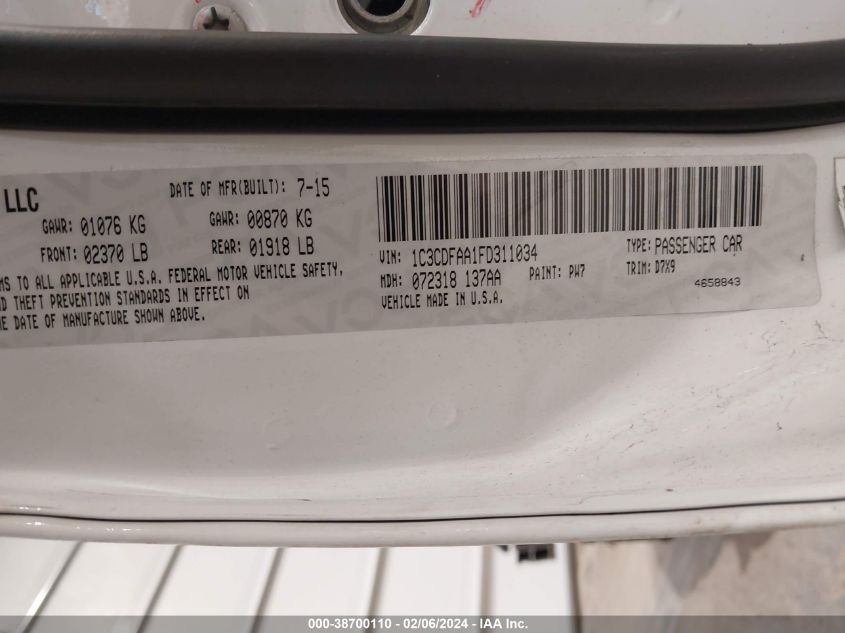 LLC
DATE OF MFR(BUILT): 7-15
GAWR: 01076 KG
GAWR: 00870 KG
FRONT: 02370 LB
REAR: 01918 LB
MS TO ALL APPLICABLE U.S.A. FEDERAL MOTOR VEHICLE SAFETY,
D THEFT PREVENTION STANDARDS IN EFFECT ON
E DATE OF MANUFACTURE SHOWN ABOVE.
VIN: 1C3CDFAA1FD311034
TYPE: PASSENGER CAR
MDH: 072318 137AA
PAINT: PW7
TRIM: D7X9
VEHICLE MADE IN U.S.A.
4658843
000-38700110 - 02/06/2024 - IAA Inc.